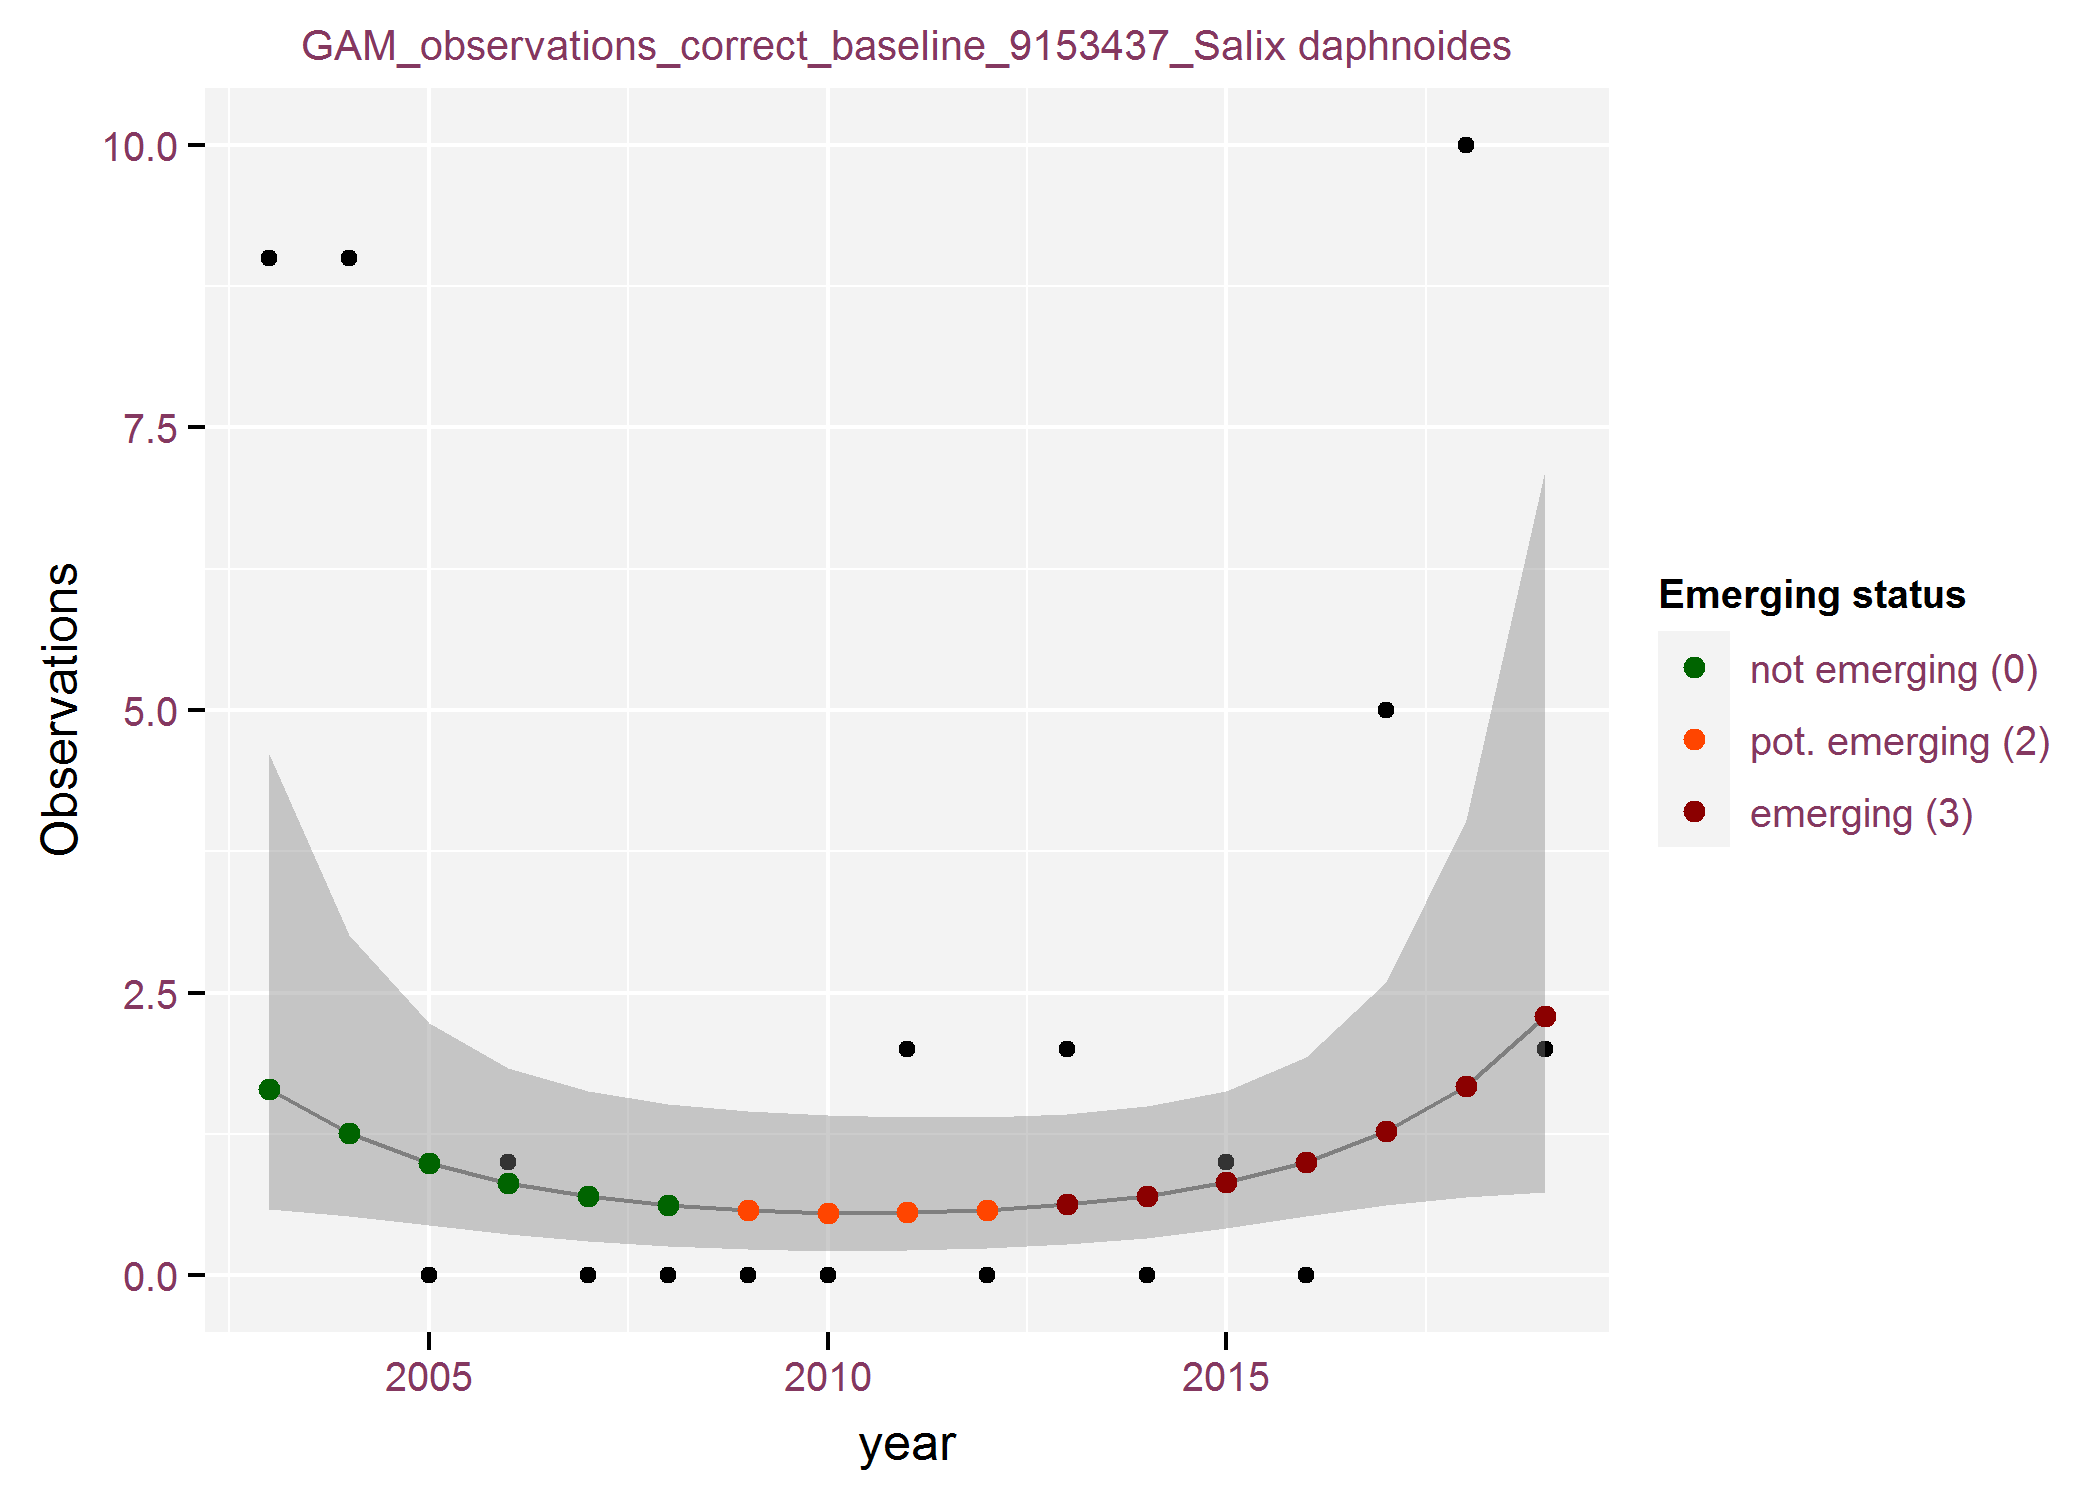 GAM_observations_correct_baseline_9153437_Salix daphnoides
10.0
7.5
5.0
2.5
0.0
Observations
2005 2010 2015
year
Emerging status
not emerging (0)
pot. emerging (2)
emerging (3)